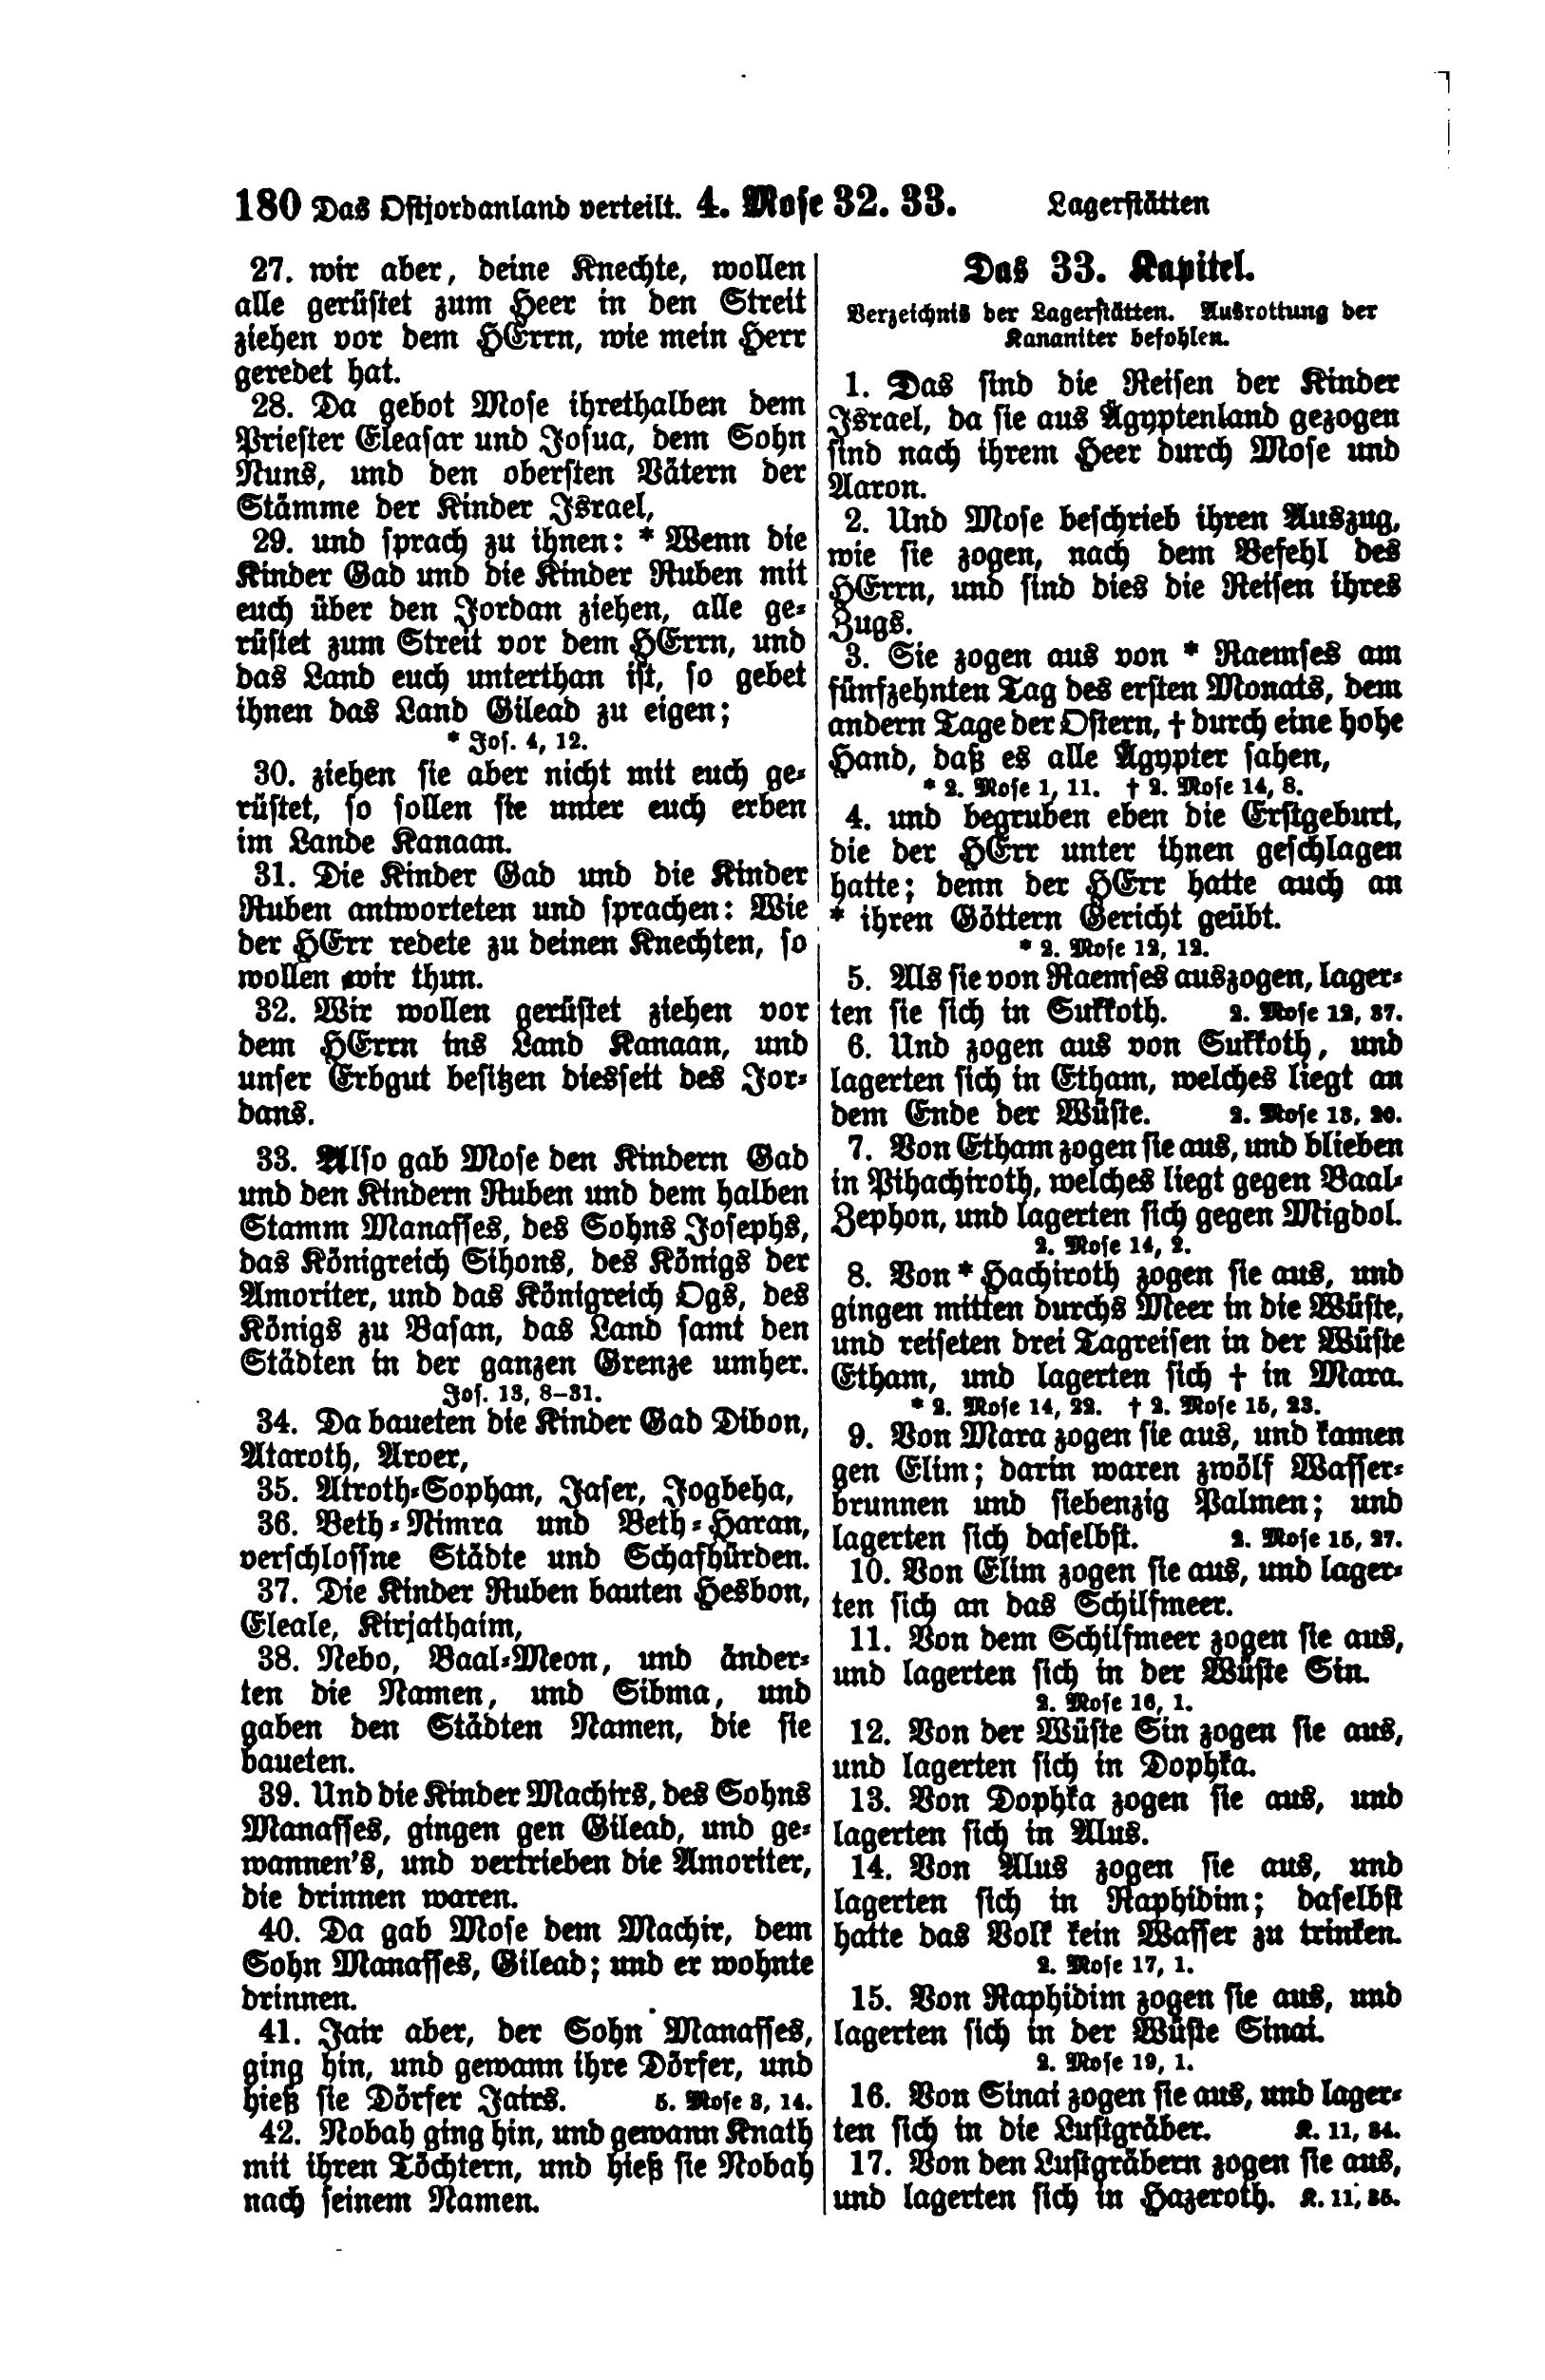 180 Das Ostjordanland verteilt. 4. Mose 32. 33. Lagerstätten
27. wir aber, deine Knechte, wollen
alle gerüstet zum Heer in den Streit
ziehen vor dem HErrn, wie mein Herr
geredet hat.
28. Da gebot Mose ihrethalben dem
Priester Eleasar und Josua, dem Sohn
Nuns, und den obersten Vätern der
Stämme der Kinder Israel,
29. und sprach zu ihnen: * Wenn die
Kinder Gad und die Kinder Ruben mit
euch über den Jordan ziehen, alle ge-
rüstet zum Streit vor dem HErrn, und
das Land euch unterthan ist, so gebet
ihnen das Land Gilead zu eigen;
* Jos. 4, 12.
30. ziehen sie aber nicht mit euch ge-
rüstet, so sollen sie unter euch erben
im Lande Kanaan.
31. Die Kinder Gad und die Kinder
Ruben antworteten und sprachen: Wie
der HErr redete zu deinen Knechten, so
wollen wir thun.
32. Wir wollen gerüstet ziehen vor
dem HErrn ins Land Kanaan, und
unser Erbgut besitzen diesseit des Jor-
dans.
33. Also gab Mose den Kindern Gad
und den Kindern Ruben und dem halben
Stamm Manasses, des Sohns Josephs,
das Königreich Sihons, des Königs der
Amoriter, und das Königreich Ogs, des
Königs zu Basan, das Land samt den
Städten in der ganzen Grenze umher.
Jos. 13, 8–31.
34. Da baueten die Kinder Gad Dibon,
Ataroth, Aroer,
35. Atroth-Sophan, Jaser, Jogbeha,
36. Beth-Nimra und Beth-Haran,
verschlossne Städte und Schafhürden.
37. Die Kinder Ruben bauten Hesbon,
Eleale, Kirjathaim,
38. Nebo, Baal-Meon, und änder-
ten die Namen, und Sibma, und
gaben den Städten Namen, die sie
baueten.
39. Und die Kinder Machirs, des Sohns
Manasses, gingen gen Gilead, und ge-
wannen's, und vertrieben die Amoriter,
die drinnen waren.
40. Da gab Mose dem Machir, dem
Sohn Manasses, Gilead; und er wohnte
drinnen.
41. Jair aber, der Sohn Manasses,
ging hin, und gewann ihre Dörfer, und
hieß sie Dörfer Jairs. 5. Mose 3, 14.
42. Nobah ging hin, und gewann Knath
mit ihren Töchtern, und hieß sie Nobah
nach seinem Namen.
Das 33. Kapitel.
Verzeichnis der Lagerstätten. Ausrottung der
Kananiter befohlen.
1. Das sind die Reisen der Kinder
Israel, da sie aus Ägyptenland gezogen
sind nach ihrem Heer durch Mose und
Aaron.
2. Und Mose beschrieb ihren Auszug,
wie sie zogen, nach dem Befehl des
HErrn, und sind dies die Reisen ihres
Zugs.
3. Sie zogen aus von * Raemses am
fünfzehnten Tag des ersten Monats, dem
andern Tage der Ostern, † durch eine hohe
Hand, daß es alle Ägypter sahen,
* 2. Mose 1, 11. † 2. Mose 14, 8.
4. und begruben eben die Erstgeburt,
die der HErr unter ihnen geschlagen
hatte; denn der HErr hatte auch an
* ihren Göttern Gericht geübt.
* 2. Mose 12, 12.
5. Als sie von Raemses auszogen, lager-
ten sie sich in Sukkoth. 2. Mose 12, 37.
6. Und zogen aus von Sukkoth, und
lagerten sich in Etham, welches liegt an
dem Ende der Wüste. 2. Mose 13, 20.
7. Von Etham zogen sie aus, und blieben
in Pihachiroth, welches liegt gegen Baal-
Zephon, und lagerten sich gegen Migdol.
2. Mose 14, 2.
8. Von * Hachiroth zogen sie aus, und
gingen mitten durchs Meer in die Wüste,
und reiseten drei Tagreisen in der Wüste
Etham, und lagerten sich † in Mara.
* 2. Mose 14, 22. † 2. Mose 15, 23.
9. Von Mara zogen sie aus, und kamen
gen Elim; darin waren zwölf Wasser-
brunnen und siebenzig Palmen; und
lagerten sich daselbst. 2. Mose 15, 27.
10. Von Elim zogen sie aus, und lager-
ten sich an das Schilfmeer.
11. Von dem Schilfmeer zogen sie aus,
und lagerten sich in der Wüste Sin.
2. Mose 16, 1.
12. Von der Wüste Sin zogen sie aus,
und lagerten sich in Dophka.
13. Von Dophka zogen sie aus, und
lagerten sich in Alus.
14. Von Alus zogen sie aus, und
lagerten sich in Raphidim; daselbst
hatte das Volk kein Wasser zu trinken.
2. Mose 17, 1.
15. Von Raphidim zogen sie aus, und
lagerten sich in der Wüste Sinai.
2. Mose 19, 1.
16. Von Sinai zogen sie aus, und lager-
ten sich in die Lustgräber. K. 11, 34.
17. Von den Lustgräbern zogen sie aus,
und lagerten sich in Hazeroth. K. 11, 35.